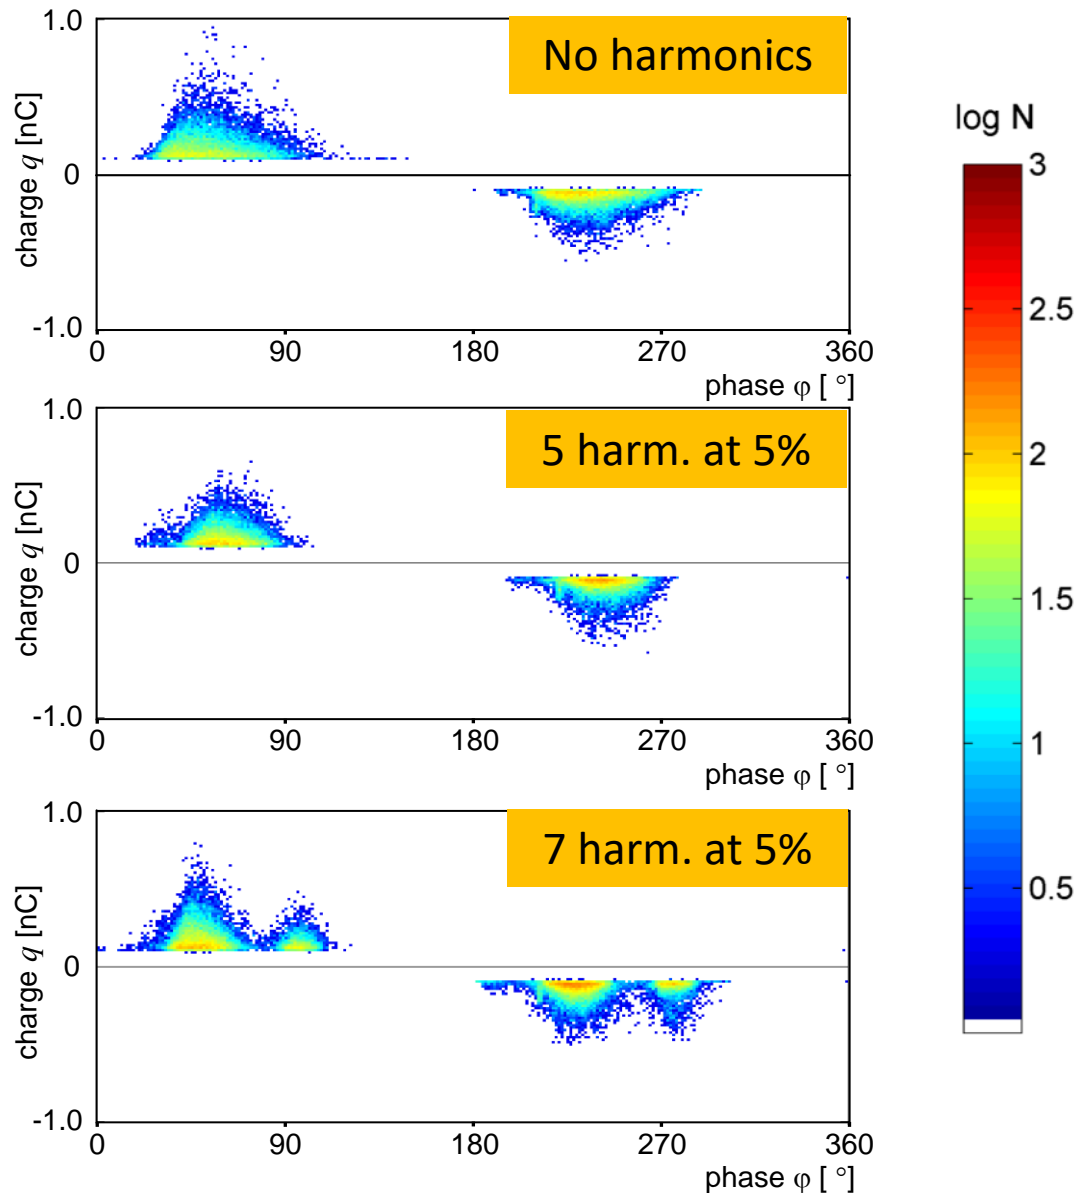 1.0
No harmonics
charge q [nC]
0
-1.0
0 90 180 270 360
phase φ [ °]
1.0
5 harm. at 5%
charge q [nC]
0
-1.0
0 90 180 270 360
phase φ [ °]
1.0
7 harm. at 5%
charge q [nC]
0
-1.0
0 90 180 270 360
phase φ [ °]
log N
3
2.5
2
1.5
1
0.5